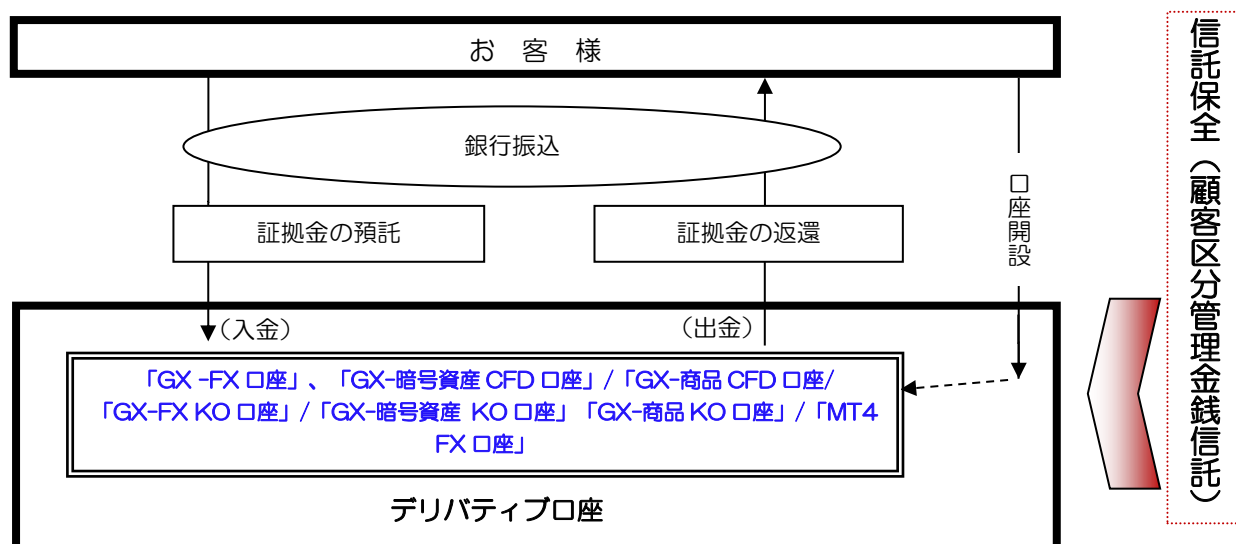 お 客 様
銀行振込
証拠金の預託
証拠金の返還
口座開設
(入金)
(出金)
「GX -FX 口座」、「GX-暗号資産 CFD 口座」/「GX-商品 CFD 口座/
「GX-FX KO 口座」/「GX-暗号資産 KO 口座」「GX-商品 KO 口座」/「MT4
FX 口座」
デリバティブ口座
信託保全(顧客区分管理金銭信託)